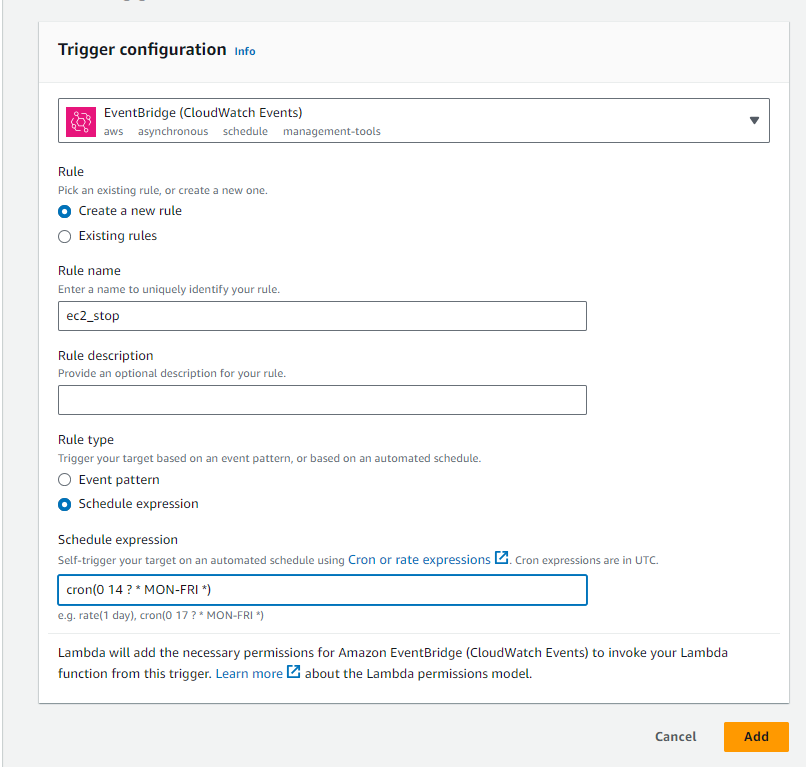 Trigger configuration Info
EventBridge (CloudWatch Events)
aws asynchronous schedule management-tools
Rule
Pick an existing rule, or create a new one.
Create a new rule
Existing rules
Rule name
Enter a name to uniquely identify your rule.
ec2_stop
Rule description
Provide an optional description for your rule.
Rule type
Trigger your target based on an event pattern, or based on an automated schedule.
Event pattern
Schedule expression
Schedule expression
Self-trigger your target on an automated schedule using Cron or rate expressions. Cron expressions are in UTC.
cron(0 14 ? * MON-FRI *)
e.g. rate(1 day), cron(0 17 ? * MON-FRI *)
Lambda will add the necessary permissions for Amazon EventBridge (CloudWatch Events) to invoke your Lambda
function from this trigger. Learn more about the Lambda permissions model.
Cancel Add